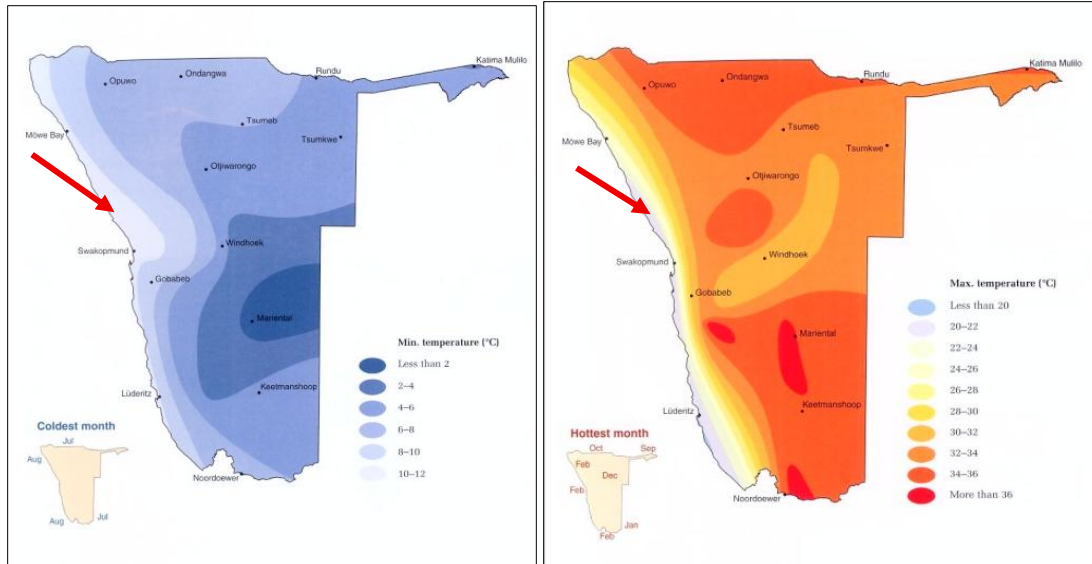 Opuwo
Ondangwa
Rundu
Katima Mulilo
Möwe Bay
Tsumeb
Tsumkwe
Otjiwarongo
Swakopmund
Windhoek
Gobabeb
Mariental
Lüderitz
Keetmanshoop
Noordoewer
Min. temperature (°C)
Less than 2
2–4
4–6
6–8
8–10
10–12
Coldest month
Jul
Aug
Aug
Jul
Opuwo
Ondangwa
Rundu
Katima Mulilo
Möwe Bay
Tsumeb
Tsumkwe
Otjiwarongo
Swakopmund
Windhoek
Gobabeb
Mariental
Lüderitz
Keetmanshoop
Noordoewer
Max. temperature (°C)
Less than 20
20–22
22–24
24–26
26–28
28–30
30–32
32–34
34–36
More than 36
Hottest month
Oct
Sep
Feb
Dec
Feb
Jan
Feb